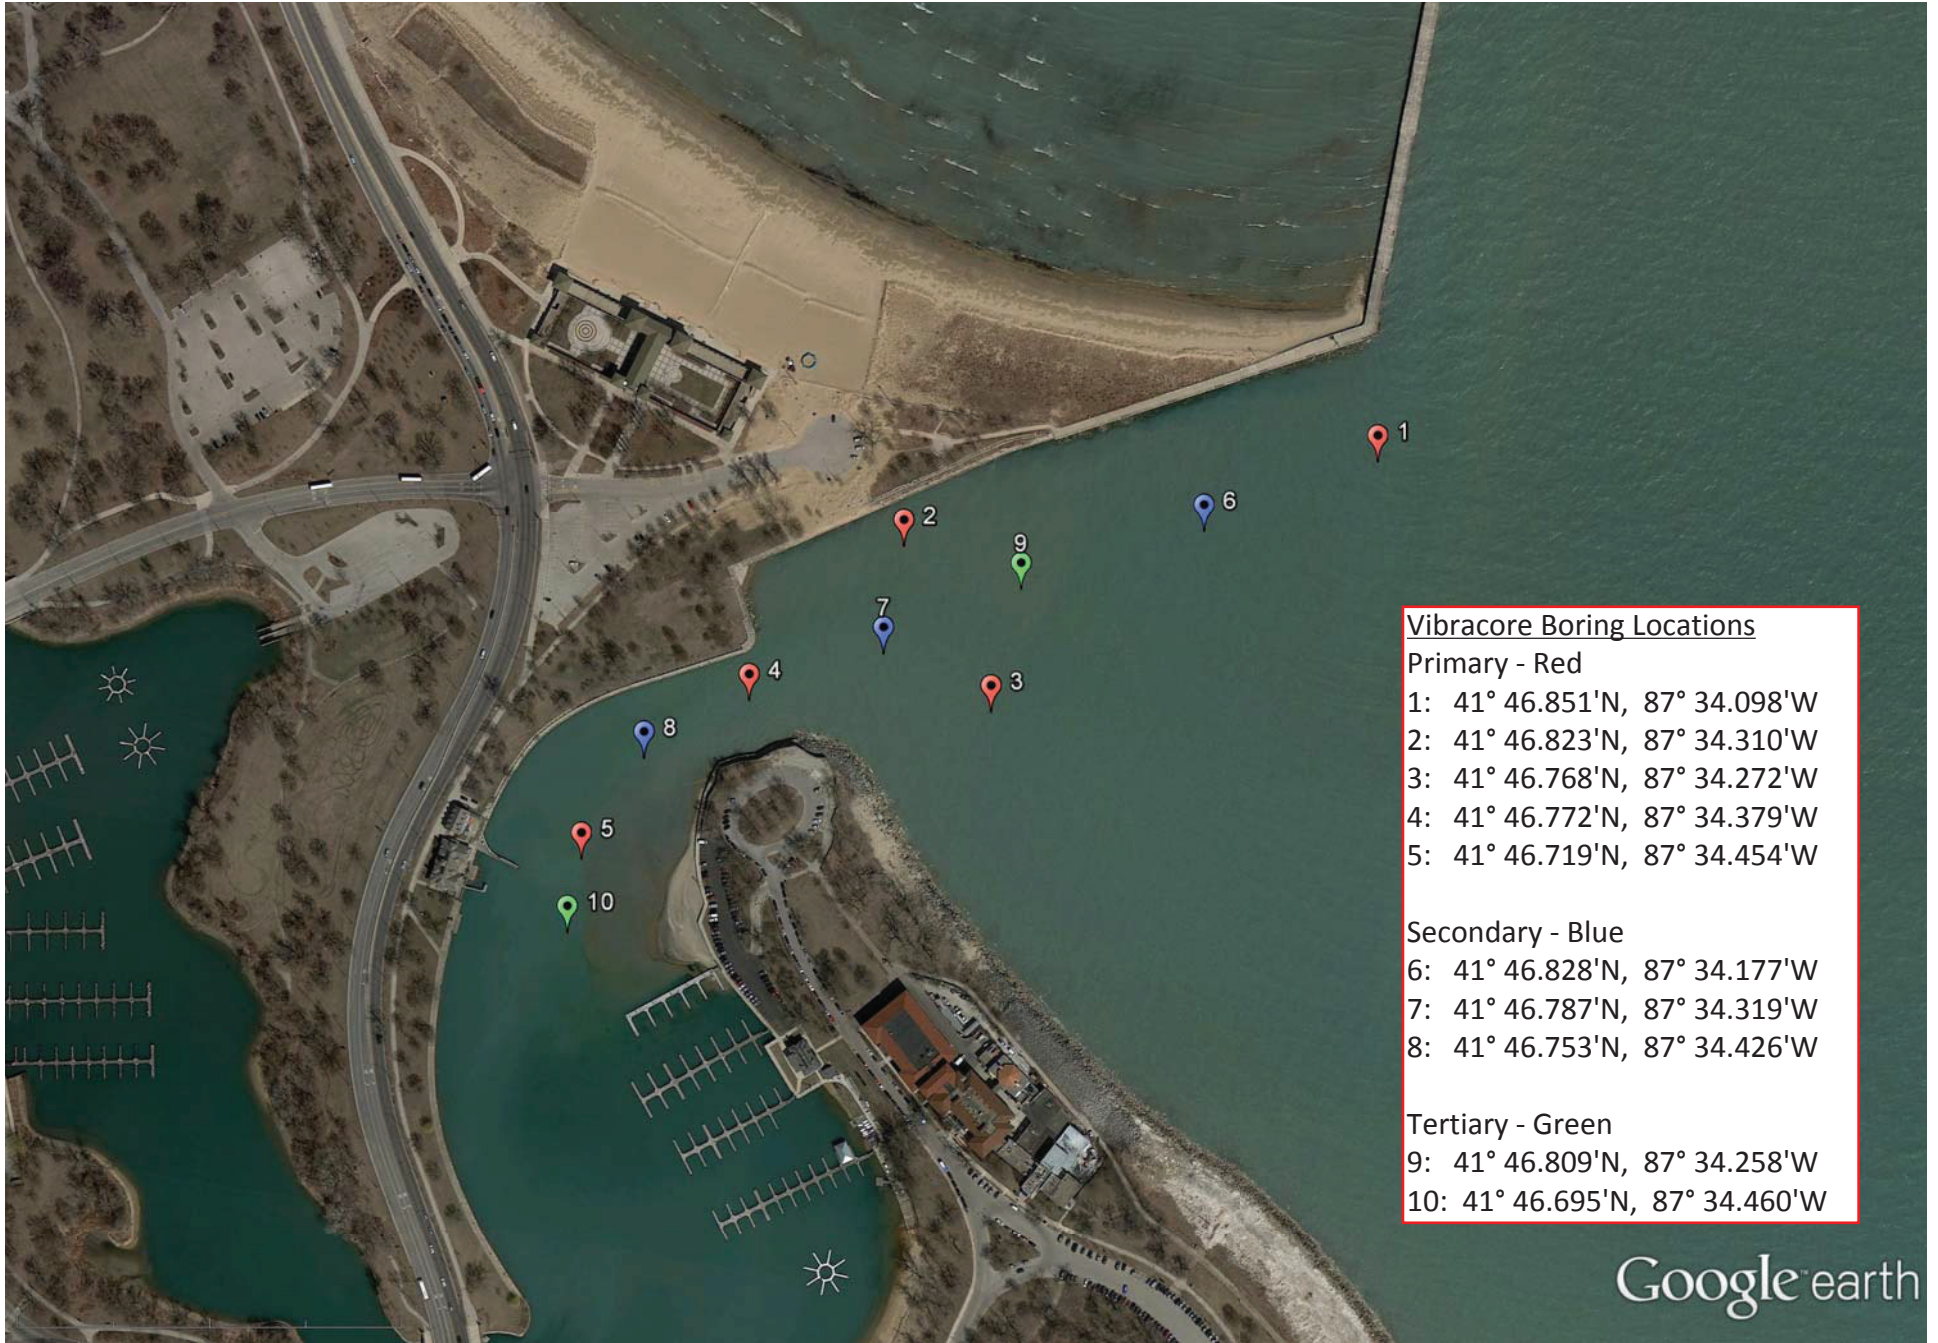 1
6
2
9
7
4
3
8
5
10
Vibracore Boring Locations
Primary - Red
1: 41° 46.851'N, 87° 34.098'W
2: 41° 46.823'N, 87° 34.310'W
3: 41° 46.768'N, 87° 34.272'W
4: 41° 46.772'N, 87° 34.379'W
5: 41° 46.719'N, 87° 34.454'W
Secondary - Blue
6: 41° 46.828'N, 87° 34.177'W
7: 41° 46.787'N, 87° 34.319'W
8: 41° 46.753'N, 87° 34.426'W
Tertiary - Green
9: 41° 46.809'N, 87° 34.258'W
10: 41° 46.695'N, 87° 34.460'W
Google earth